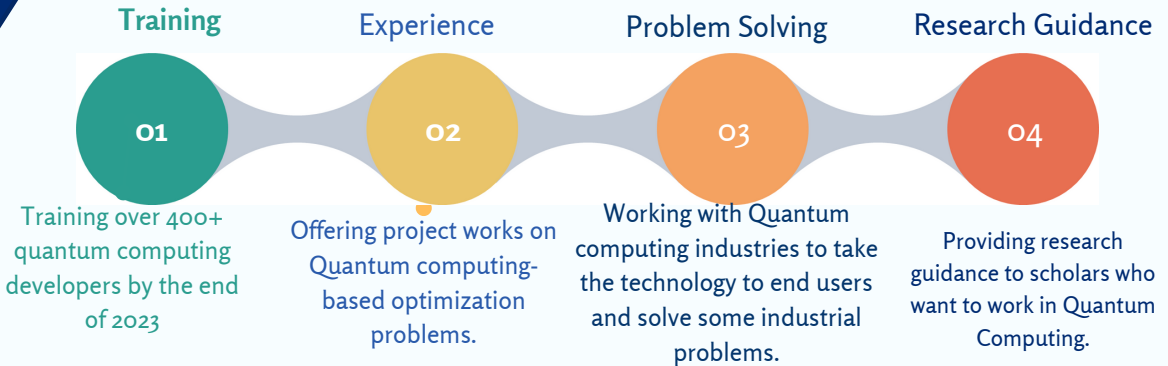 Training
Experience
Problem Solving
Research Guidance
01
02
03
04
Training over 400+
quantum computing
developers by the end
of 2023
Offering project works on
Quantum computing-
based optimization
problems.
Working with Quantum
computing industries to take
the technology to end users
and solve some industrial
problems.
Providing research
guidance to scholars who
want to work in Quantum
Computing.